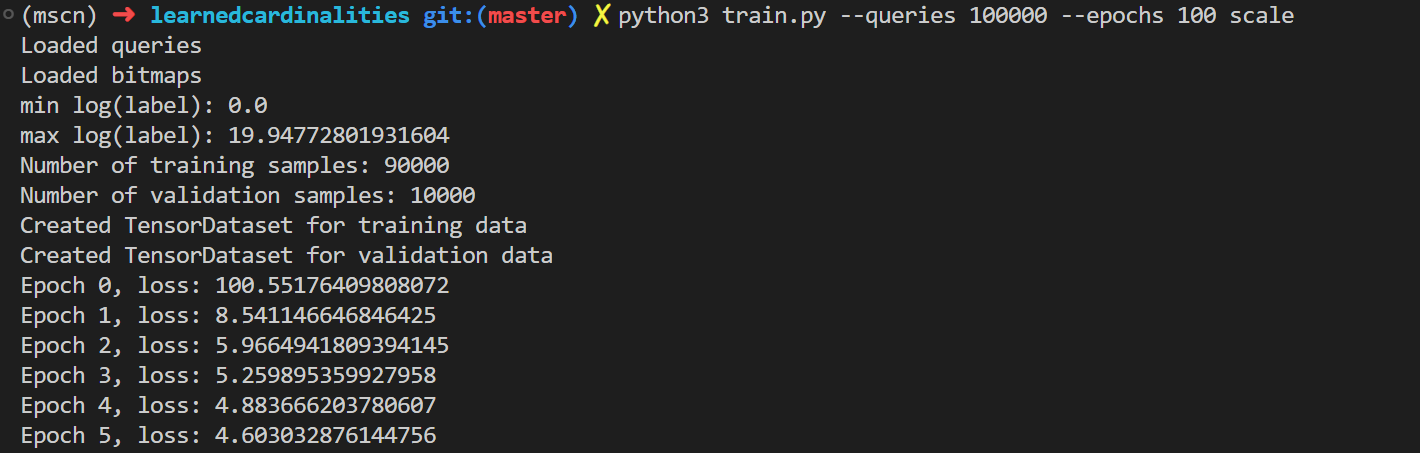 (mscn) ➜ learnedcardinalities git:(master) ✗ python3 train.py --queries 100000 --epochs 100 scale
Loaded queries
Loaded bitmaps
min log(label): 0.0
max log(label): 19.94772801931604
Number of training samples: 90000
Number of validation samples: 10000
Created TensorDataset for training data
Created TensorDataset for validation data
Epoch 0, loss: 100.55176409808072
Epoch 1, loss: 8.541146646846425
Epoch 2, loss: 5.9664941809394145
Epoch 3, loss: 5.259895359927958
Epoch 4, loss: 4.883666203780607
Epoch 5, loss: 4.603032876144756